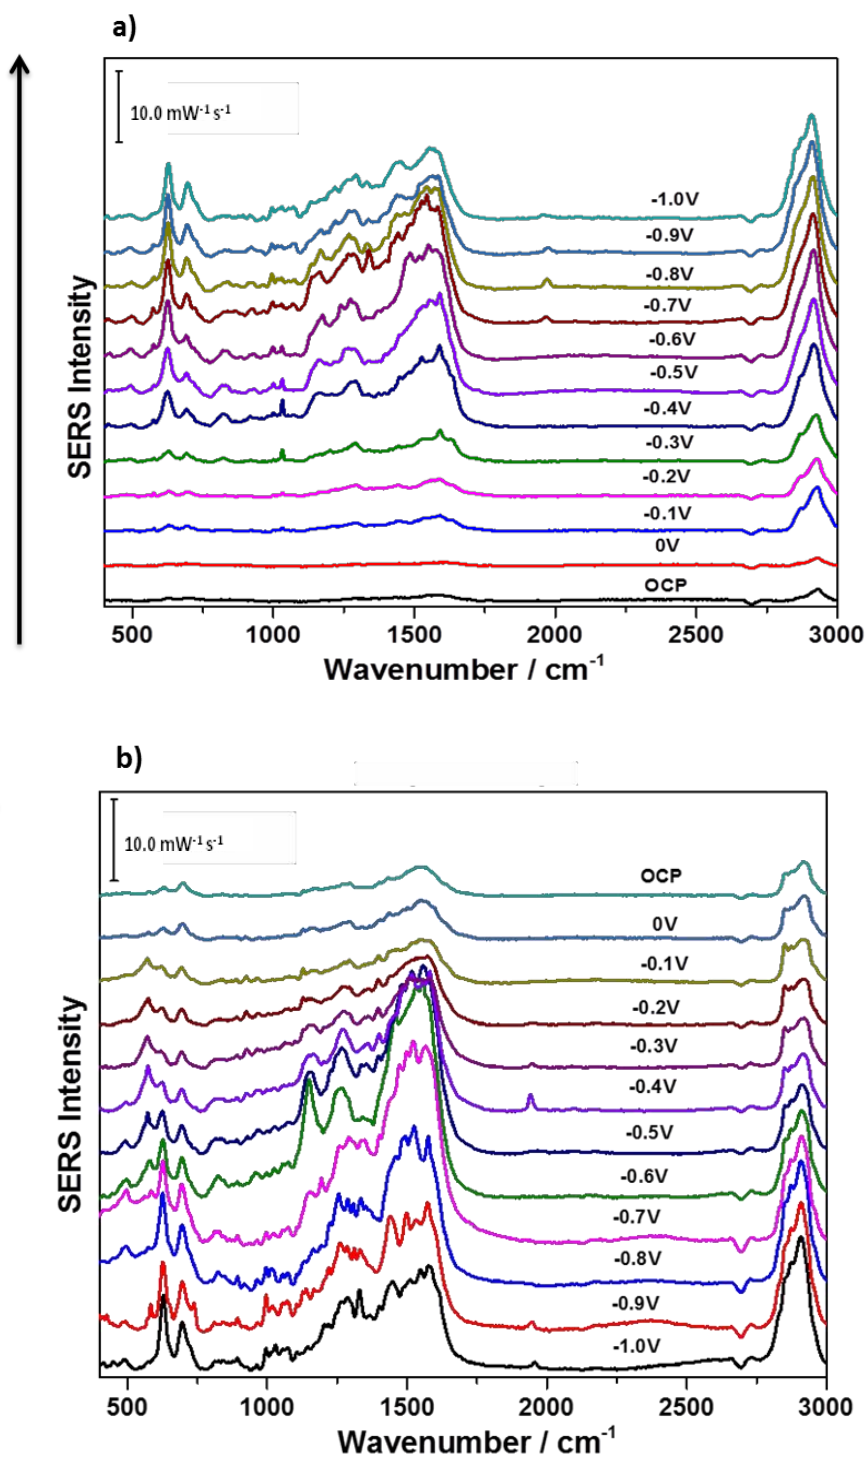 a)
10.0 mW-1 s-1
-1.0V
-0.9V
-0.8V
-0.7V
-0.6V
-0.5V
-0.4V
-0.3V
-0.2V
-0.1V
0V
OCP
SERS Intensity
500 1000 1500 2000 2500 3000
Wavenumber / cm-1
b)
10.0 mW-1 s-1
OCP
0V
-0.1V
-0.2V
-0.3V
-0.4V
-0.5V
-0.6V
-0.7V
-0.8V
-0.9V
-1.0V
SERS Intensity
500 1000 1500 2000 2500 3000
Wavenumber / cm-1